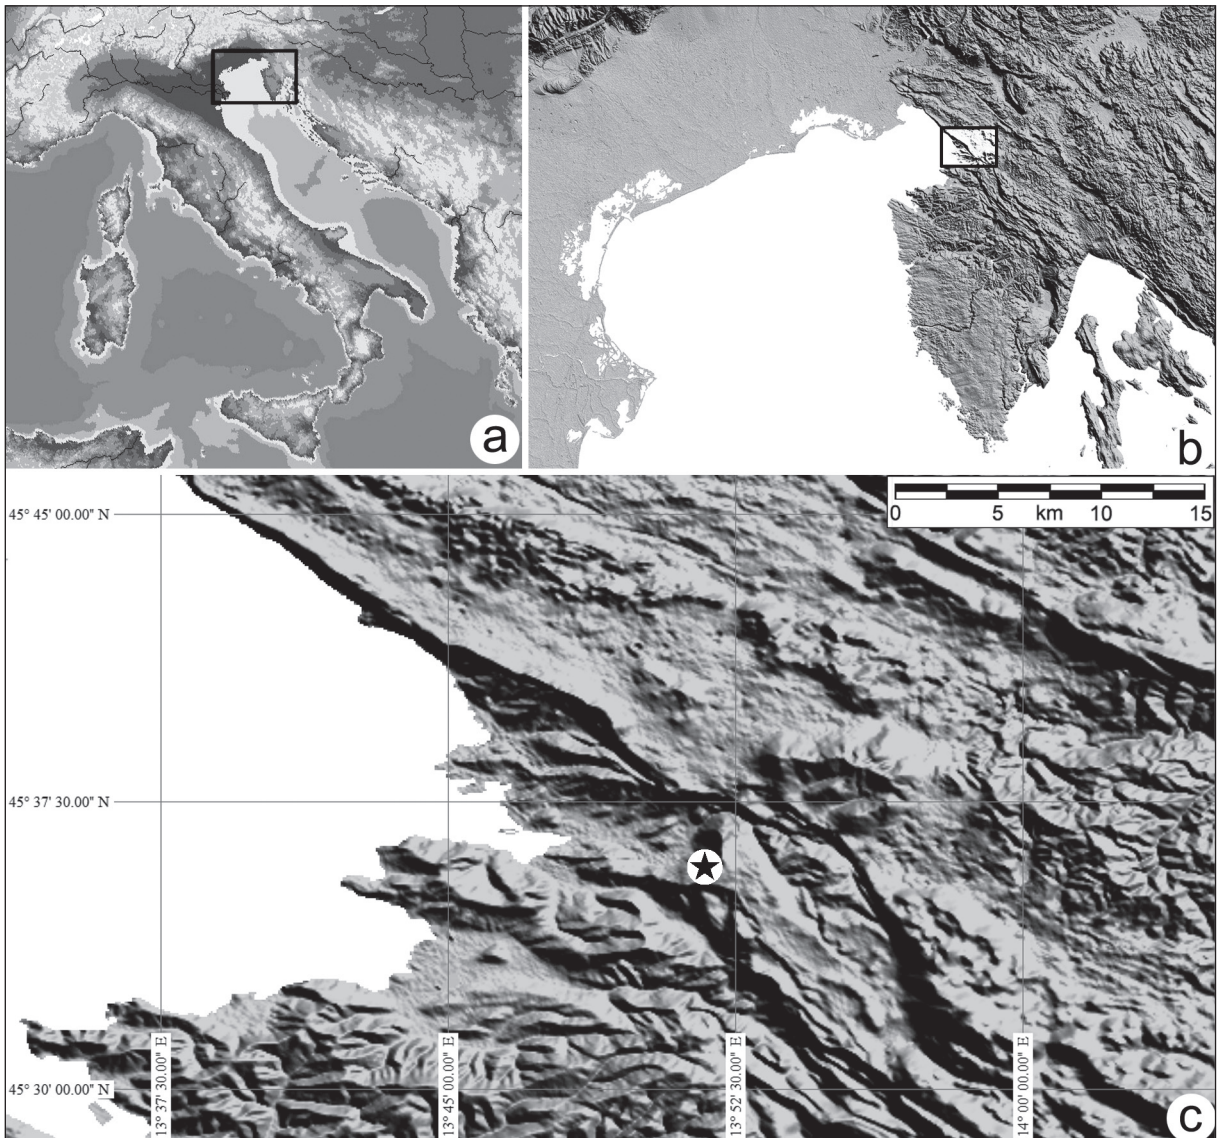 a
b
0 5 km 10 15
45° 45' 00.00" N
45° 37' 30.00" N
45° 30' 00.00" N
13° 37' 30.00" E
13° 45' 00.00" E
13° 52' 30.00" E
14° 00' 00.00" E
c